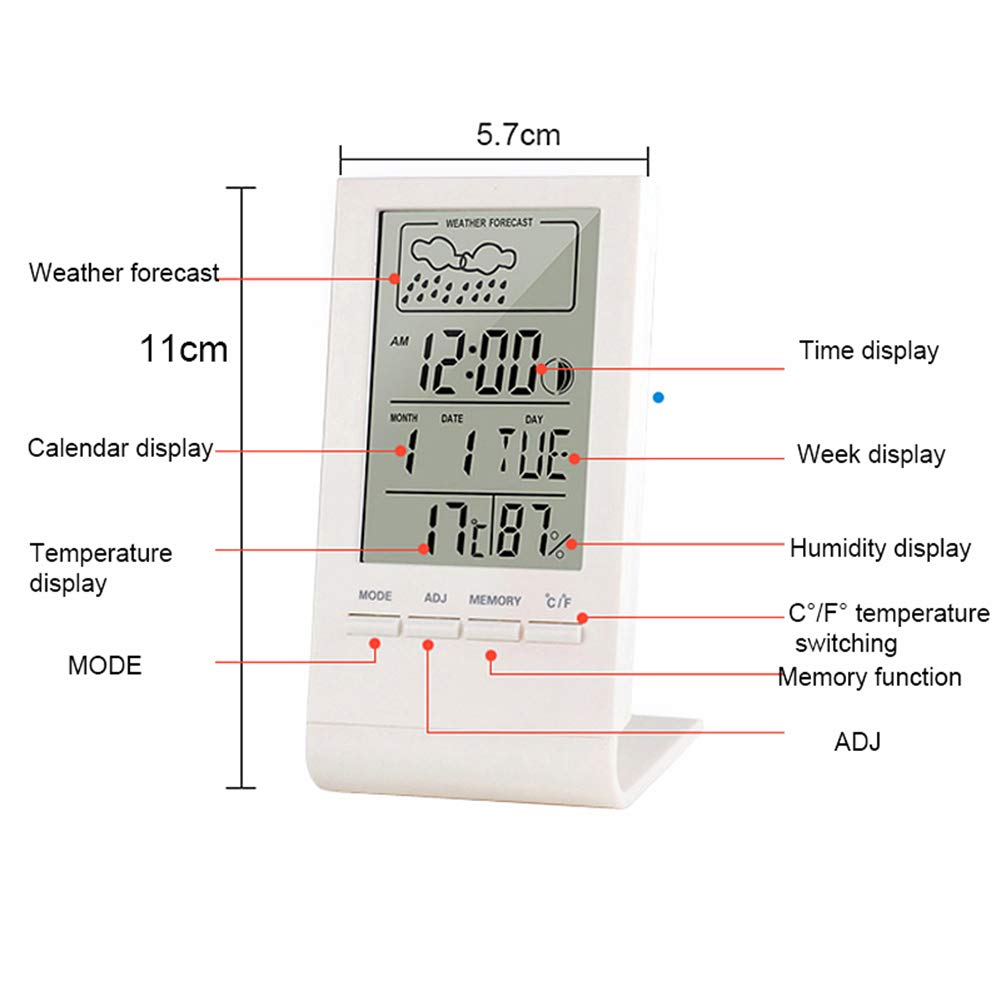 5.7cm
WEATHER FORECAST
Weather forecast
11cm
AM 12:00
Time display
MONTH DATE DAY
1 1 TUE
Calendar display
Week display
17°C 87%
Temperature
display
Humidity display
MODE ADJ MEMORY °C/°F
C°/F° temperature
switching
MODE
Memory function
ADJ